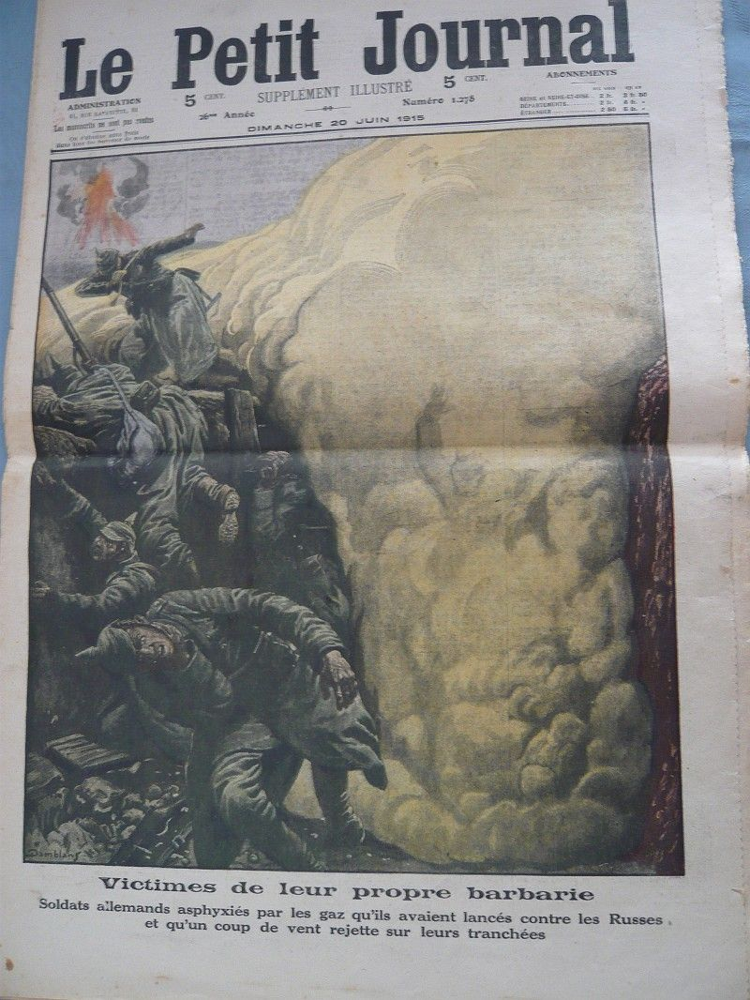 Le Petit Journal
ADMINISTRATION
61, RUE LAFAYETTE, 61
Les manuscrits ne sont pas rendus
On s'abonne sans frais
dans tous les bureaux de poste
5 CENT.
SUPPLÉMENT ILLUSTRÉ
5 CENT.
26me Année
Numéro 1.278
DIMANCHE 20 JUIN 1915
ABONNEMENTS
SIX MOIS UN AN
SEINE et SEINE-ET-OISE.. 2 fr. 3 fr. 50
DÉPARTEMENTS 2 fr. 4 fr. »
ÉTRANGER 2 50 5 fr. »
Damblans
Victimes de leur propre barbarie
Soldats allemands asphyxiés par les gaz qu'ils avaient lancés contre les Russes
et qu'un coup de vent rejette sur leurs tranchées